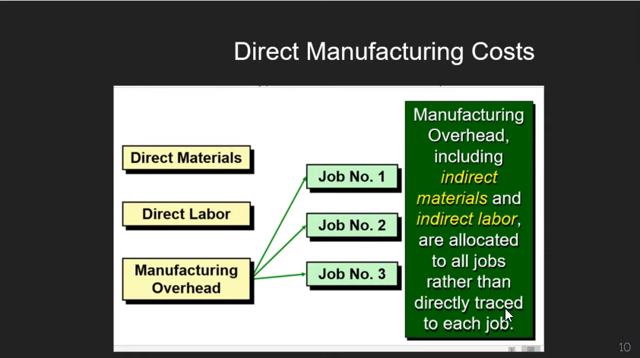 Direct Manufacturing Costs
Direct Materials
Direct Labor
Manufacturing
Overhead
Job No. 1
Job No. 2
Job No. 3
Manufacturing
Overhead,
including
indirect
materials and
indirect labor,
are allocated
to all jobs
rather than
directly traced
to each job.
10